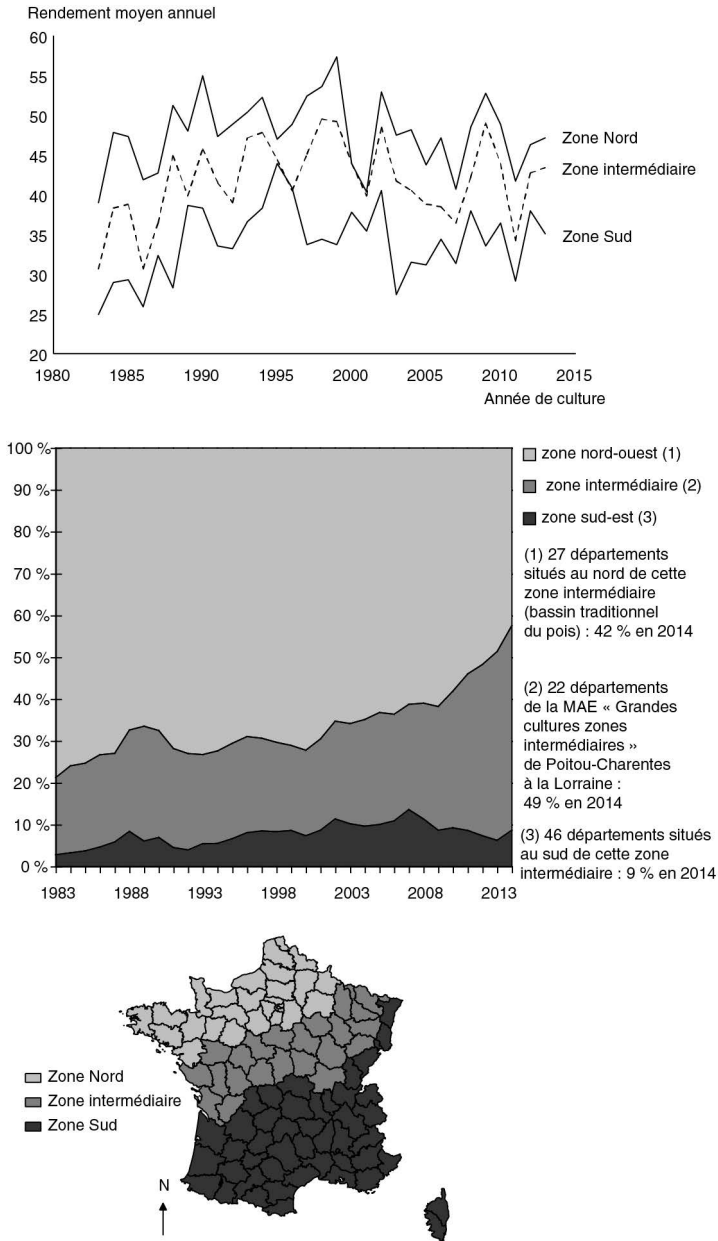 Rendement moyen annuel
60
55
50
45
40
35
30
25
20
Zone Nord
Zone intermédiaire
Zone Sud
1980 1985 1990 1995 2000 2005 2010 2015
Année de culture
100 %
90 %
80 %
70 %
60 %
50 %
40 %
30 %
20 %
10 %
0 %
1983 1988 1993 1998 2003 2008 2013
zone nord-ouest (1)
zone intermédiaire (2)
zone sud-est (3)
(1) 27 départements
situés au nord de cette
zone intermédiaire
(bassin traditionnel
du pois) : 42 % en 2014
(2) 22 départements
de la MAE « Grandes
cultures zones
intermédiaires »
de Poitou-Charentes
à la Lorraine :
49 % en 2014
(3) 46 départements situés
au sud de cette zone
intermédiaire : 9 % en 2014
Zone Nord
Zone intermédiaire
Zone Sud
N